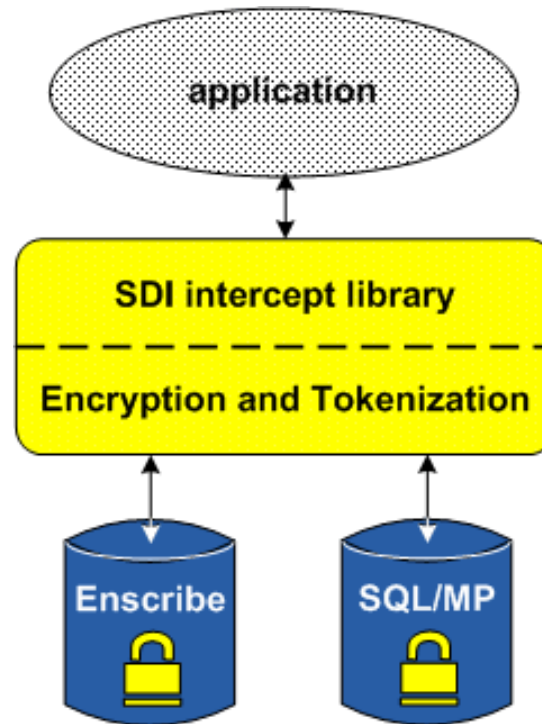 application
SDI intercept library
Encryption and Tokenization
Enscribe
SQL/MP